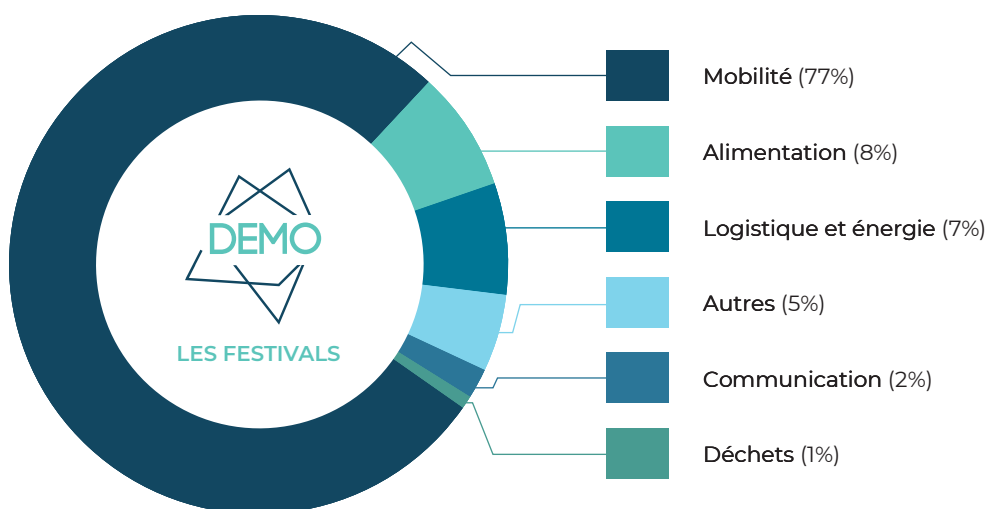 DEMO
LES FESTIVALS
Mobilité (77%)
Alimentation (8%)
Logistique et énergie (7%)
Autres (5%)
Communication (2%)
Déchets (1%)